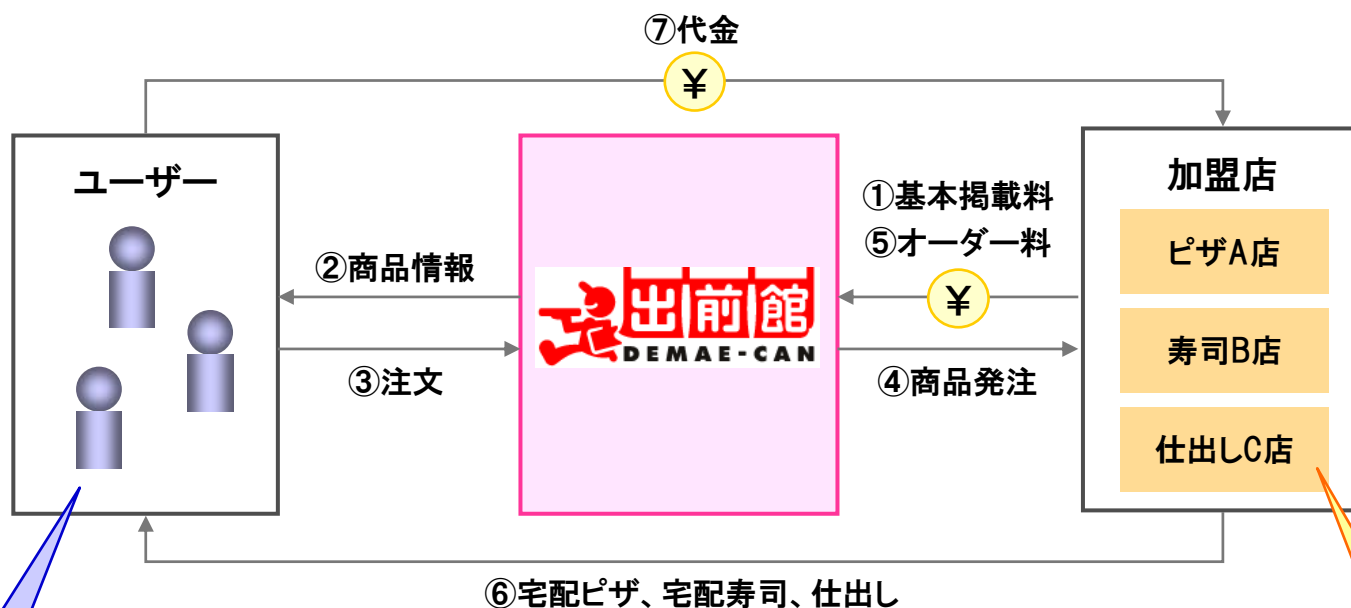 ⑦代金
¥
ユーザー
加盟店
①基本掲載料
⑤オーダー料
¥
②商品情報
出前館
DEMAE-CAN
③注文
④商品発注
ピザA店
寿司B店
仕出しC店
⑥宅配ピザ、宅配寿司、仕出し